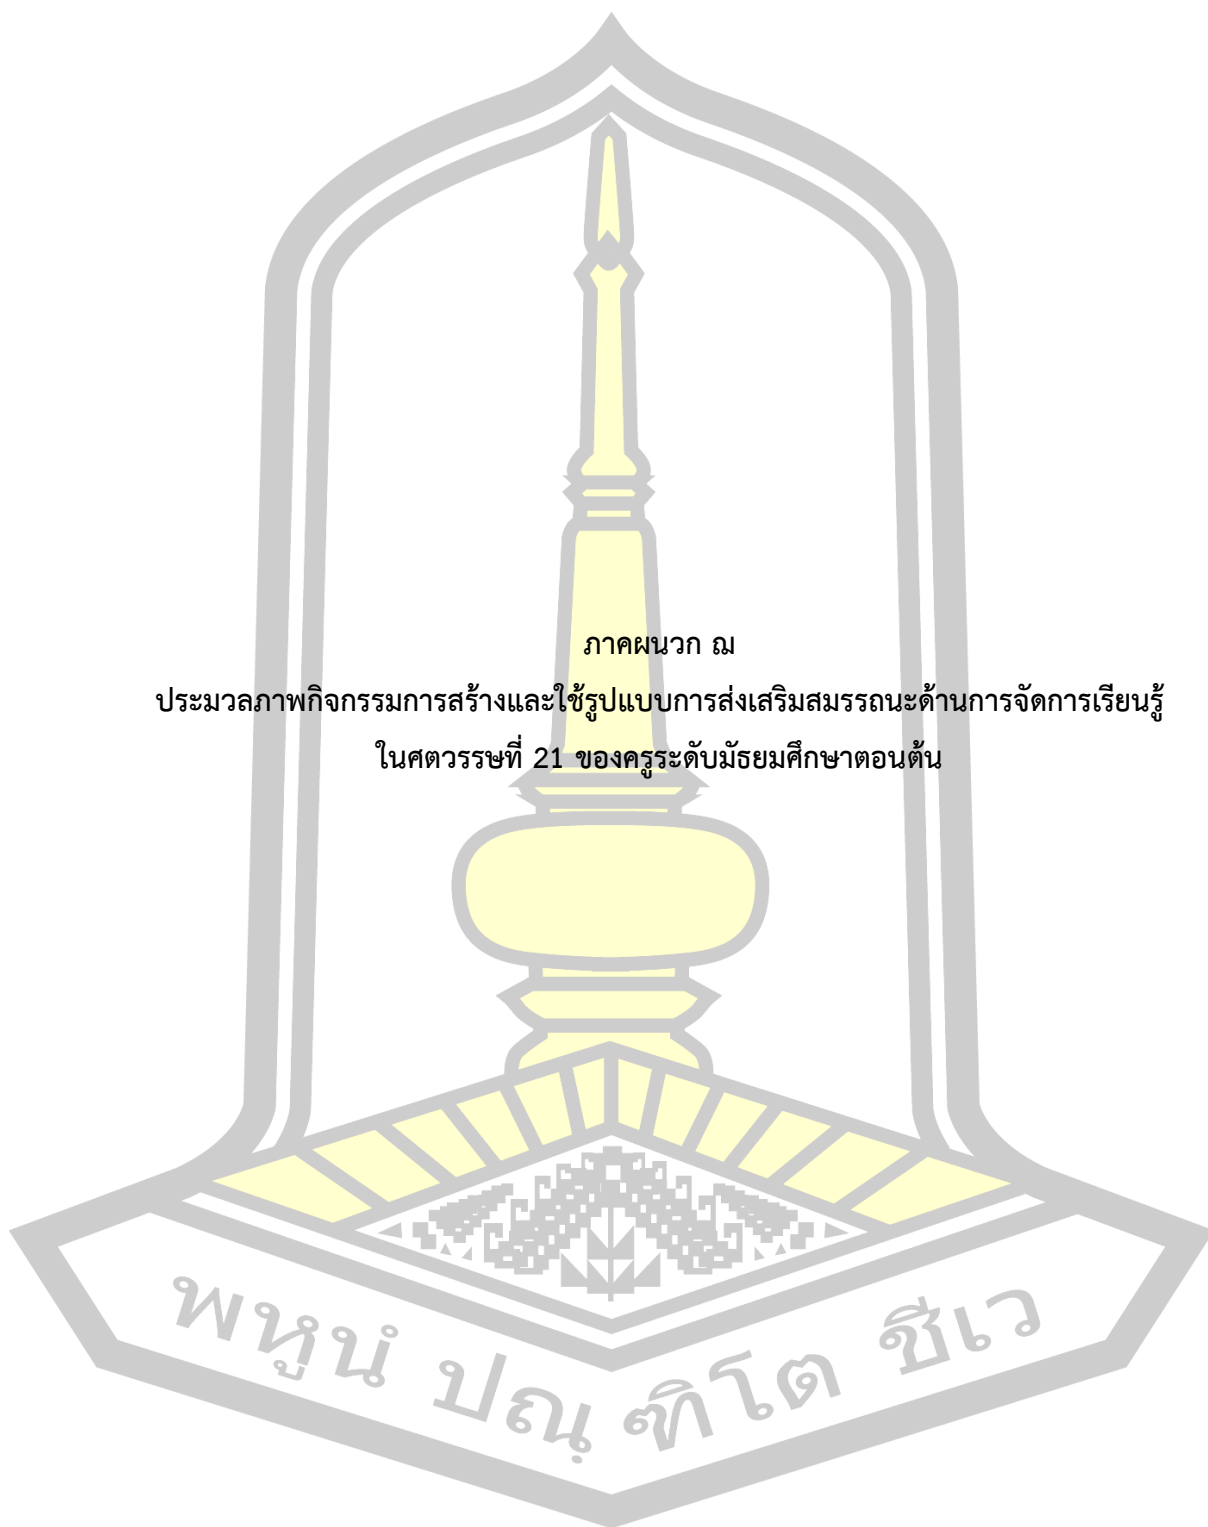 ภาคผนวก ฌ
ประมวลภาพกิจกรรมการสร้างและใช้รูปแบบการส่งเสริมสมรรถนะด้านการจัดการเรียนรู้
ในศตวรรษที่ 21 ของครูระดับมัธยมศึกษาตอนต้น
พหูนํ ปณฺฑิโต ชีเว